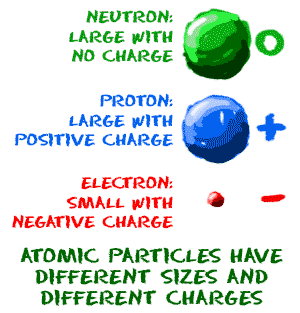 NEUTRON:
LARGE WITH
NO CHARGE
PROTON:
LARGE WITH
POSITIVE CHARGE
ELECTRON:
SMALL WITH
NEGATIVE CHARGE
ATOMIC PARTICLES HAVE
DIFFERENT SIZES AND
DIFFERENT CHARGES